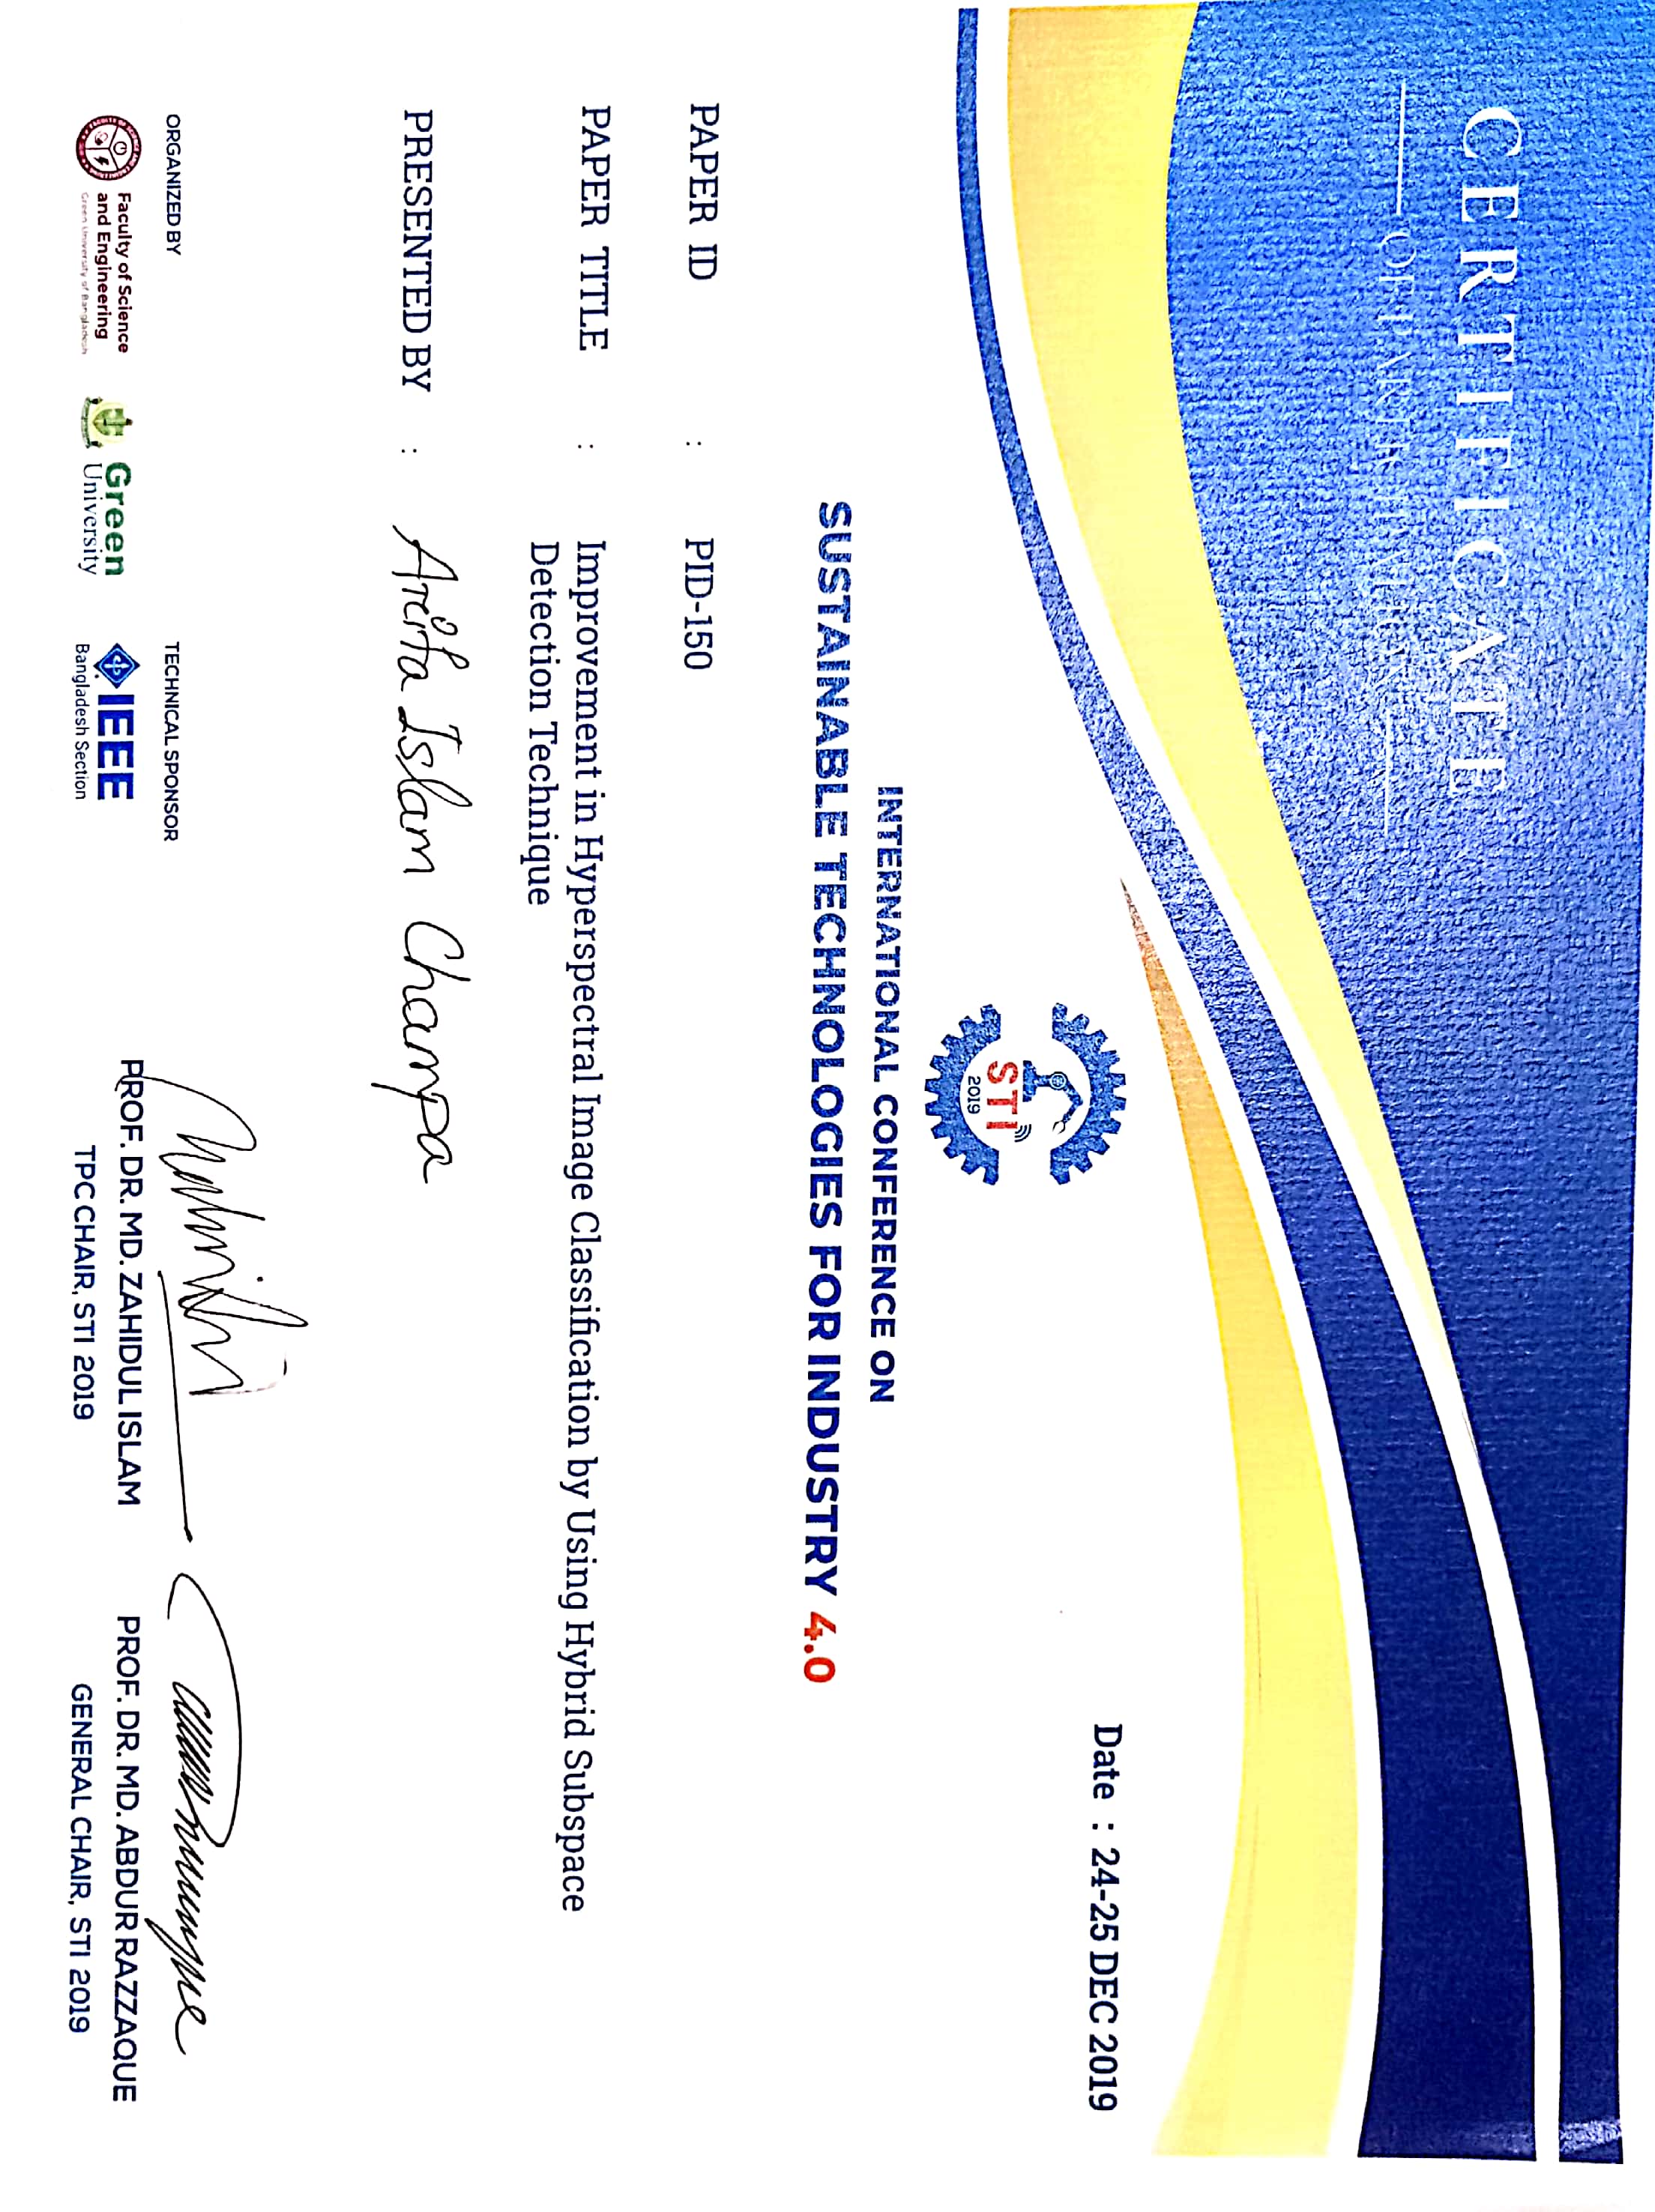 CERTIFICATE
OF PARTICIPATION
Date : 24-25 DEC 2019
STI
2019
INTERNATIONAL CONFERENCE ON
SUSTAINABLE TECHNOLOGIES FOR INDUSTRY 4.0
PAPER ID : PID-150
PAPER TITLE : Improvement in Hyperspectral Image Classification by Using Hybrid Subspace
Detection Technique
PRESENTED BY : Arifa Islam Champa
ORGANIZED BY
Faculty of Science
and Engineering
Green University of Bangladesh
Green
University
TECHNICAL SPONSOR
IEEE
Bangladesh Section
PROF. DR. MD. ZAHIDUL ISLAM
TPC CHAIR, STI 2019
PROF. DR. MD. ABDUR RAZZAQUE
GENERAL CHAIR, STI 2019